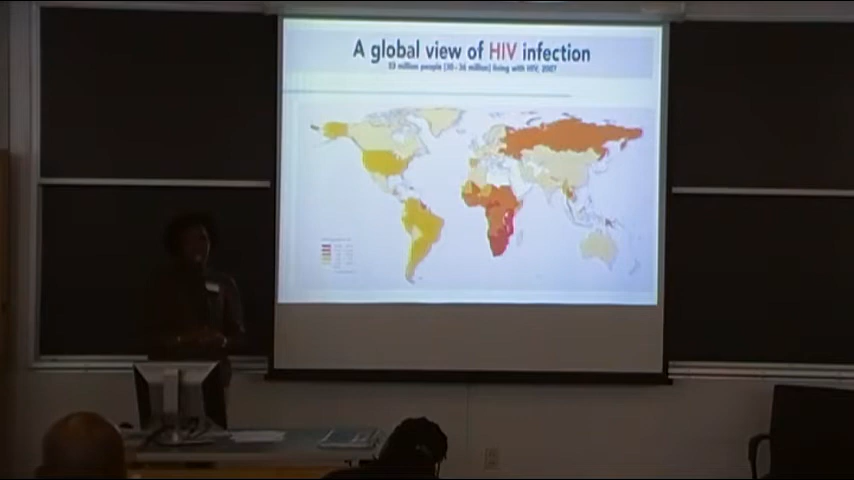 A global view of HIV infection
33 million people [30–36 million] living with HIV, 2007